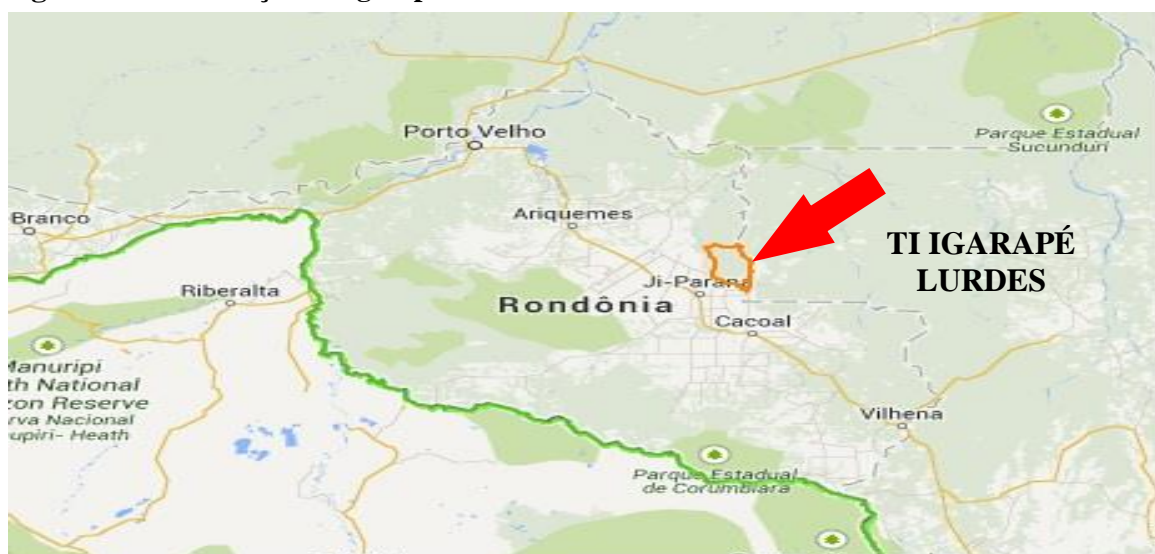 Porto Velho
Parque Estadual
Sucunduri
Branco
Ariquemes
TI IGARAPÉ
LURDES
Riberalta
Ji-Paraná
Rondônia
Cacoal
Manuripi
th National
zon Reserve
rva Nacional
upiri- Heath
Vilhena
Parque Estadual
de Corumbiara